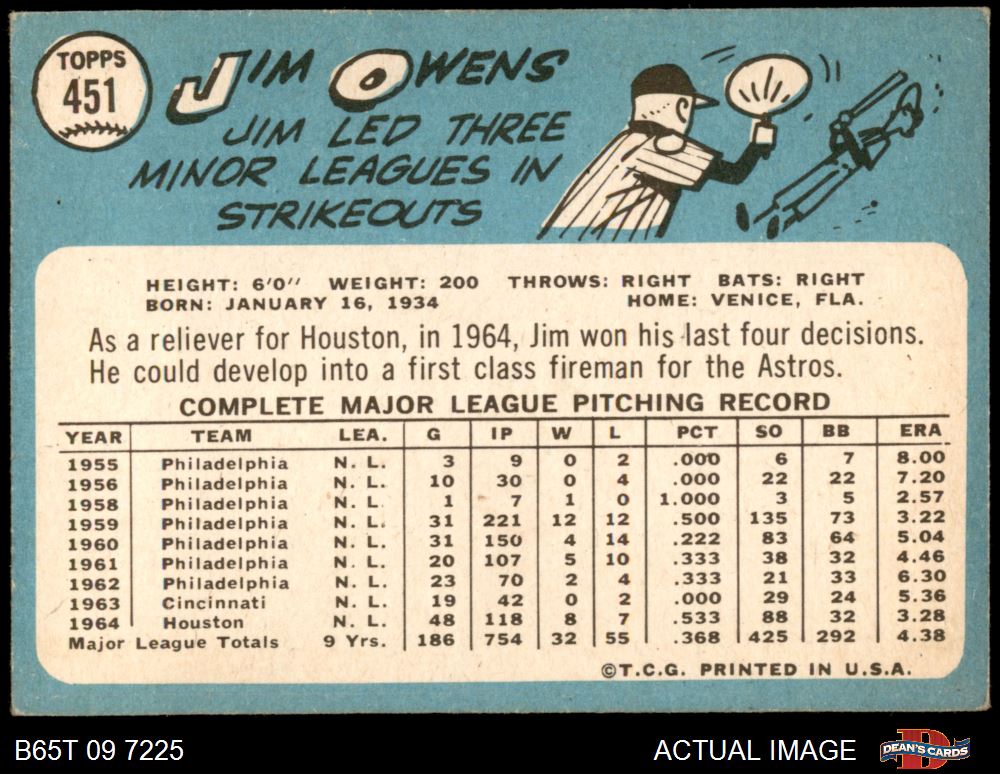 TOPPS
451
JIM OWENS
JIM LED THREE
MINOR LEAGUES IN
STRIKEOUTS
HEIGHT: 6'0" WEIGHT: 200 THROWS: RIGHT BATS: RIGHT
BORN: JANUARY 16, 1934 HOME: VENICE, FLA.
As a reliever for Houston, in 1964, Jim won his last four decisions.
He could develop into a first class fireman for the Astros.
COMPLETE MAJOR LEAGUE PITCHING RECORD
YEAR TEAM LEA. G IP W L PCT SO BB ERA
1955 Philadelphia N. L. 3 9 0 2 .000 6 7 8.00
1956 Philadelphia N. L. 10 30 0 4 .000 22 22 7.20
1958 Philadelphia N. L. 1 7 1 0 1.000 3 5 2.57
1959 Philadelphia N. L. 31 221 12 12 .500 135 73 3.22
1960 Philadelphia N. L. 31 150 4 14 .222 83 64 5.04
1961 Philadelphia N. L. 20 107 5 10 .333 38 32 4.46
1962 Philadelphia N. L. 23 70 2 4 .333 21 33 6.30
1963 Cincinnati N. L. 19 42 0 2 .000 29 24 5.36
1964 Houston N. L. 48 118 8 7 .533 88 32 3.28
Major League Totals 9 Yrs. 186 754 32 55 .368 425 292 4.38
©T.C.G. PRINTED IN U.S.A.
B65T 09 7225 ACTUAL IMAGE DEAN'S CARDS